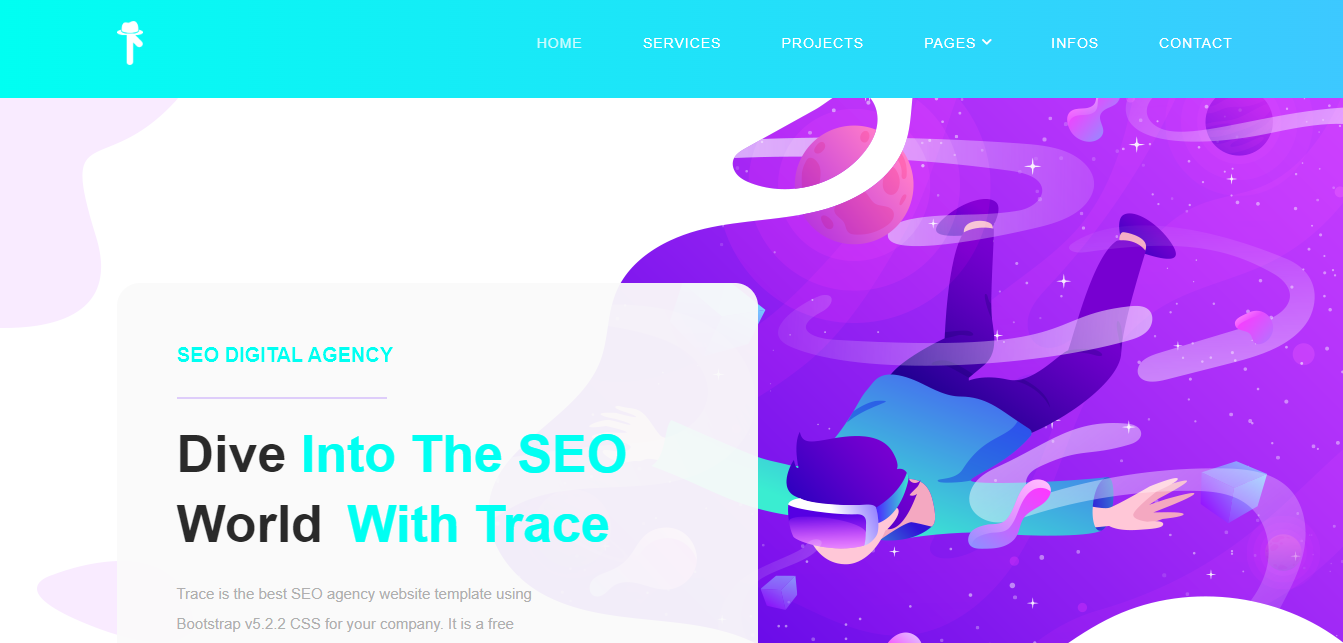 HOME SERVICES PROJECTS PAGES INFOS CONTACT
SEO DIGITAL AGENCY
Dive Into The SEO
World With Trace
Trace is the best SEO agency website template using
Bootstrap v5.2.2 CSS for your company. It is a free